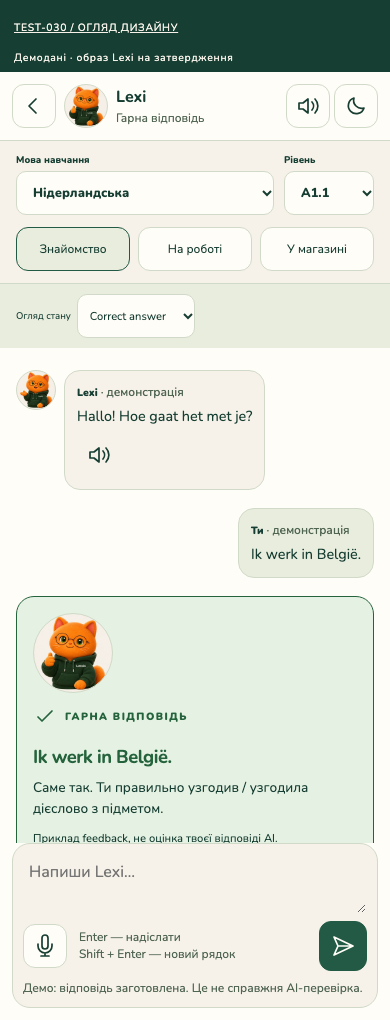 TEST-030 / ОГЛЯД ДИЗАЙНУ
Демодані · образ Lexi на затвердження
Lexi
Гарна відповідь
Мова навчання
Рівень
Нідерландська
A1.1
Знайомство
На роботі
У магазині
Огляд стану
Correct answer
Lexi · демонстрація
Hallo! Hoe gaat het met je?
Ти · демонстрація
Ik werk in België.
ГАРНА ВІДПОВІДЬ
Ik werk in België.
Саме так. Ти правильно узгодив / узгодила
дієслово з підметом.
Приклад feedback, не оцінка твоєї відповіді AI.
Напиши Lexi...
Enter — надіслати
Shift + Enter — новий рядок
Демо: відповідь заготовлена. Це не справжня AI-перевірка.